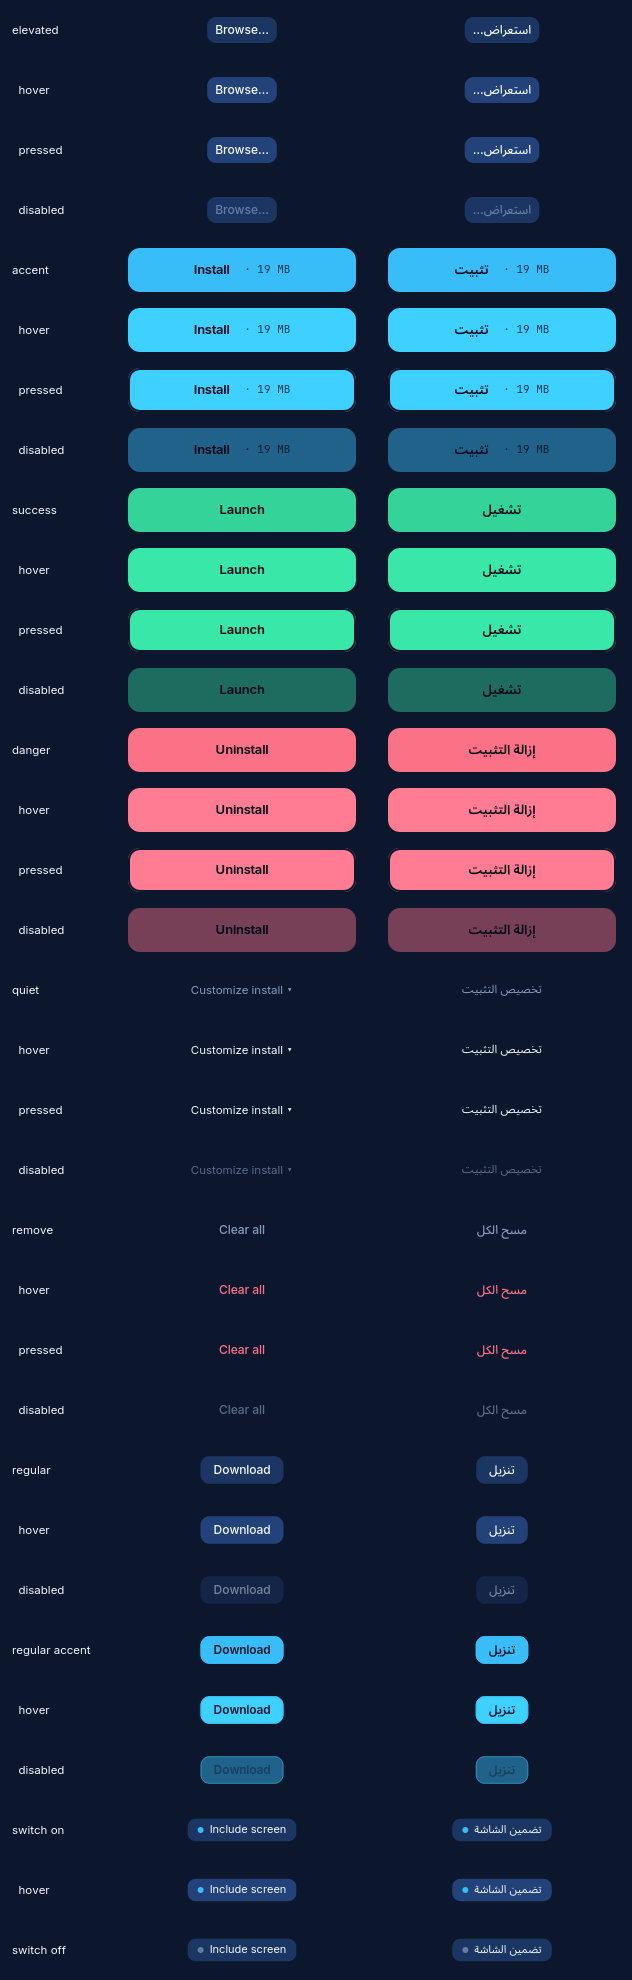 elevated Browse... استعراض...
hover Browse... استعراض...
pressed Browse... استعراض...
disabled Browse... استعراض...
accent Install · 19 MB تثبيت · 19 MB
hover Install · 19 MB تثبيت · 19 MB
pressed Install · 19 MB تثبيت · 19 MB
disabled Install · 19 MB تثبيت · 19 MB
success Launch تشغيل
hover Launch تشغيل
pressed Launch تشغيل
disabled Launch تشغيل
danger Uninstall إزالة التثبيت
hover Uninstall إزالة التثبيت
pressed Uninstall إزالة التثبيت
disabled Uninstall إزالة التثبيت
quiet Customize install ▾ تخصيص التثبيت
hover Customize install ▾ تخصيص التثبيت
pressed Customize install ▾ تخصيص التثبيت
disabled Customize install ▾ تخصيص التثبيت
remove Clear all مسح الكل
hover Clear all مسح الكل
pressed Clear all مسح الكل
disabled Clear all مسح الكل
regular Download تنزيل
hover Download تنزيل
disabled Download تنزيل
regular accent Download تنزيل
hover Download تنزيل
disabled Download تنزيل
switch on Include screen تضمين الشاشة
hover Include screen تضمين الشاشة
switch off Include screen تضمين الشاشة